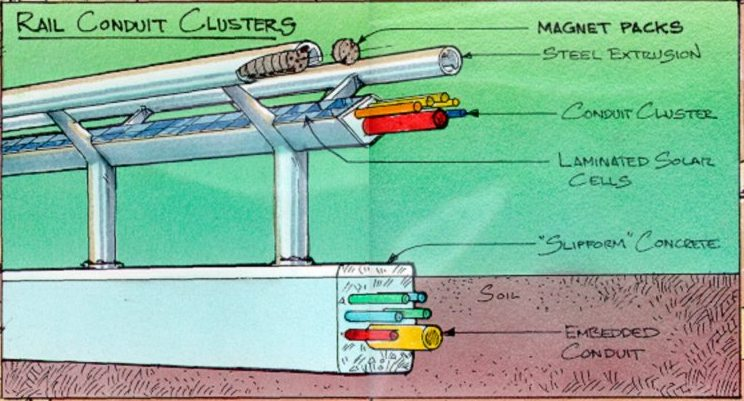 RAIL CONDUIT CLUSTERS
MAGNET PACKS
STEEL EXTRUSION
CONDUIT CLUSTER
LAMINATED SOLAR
CELLS
"SLIPFORM" CONCRETE
SOIL
EMBEDDED
CONDUIT